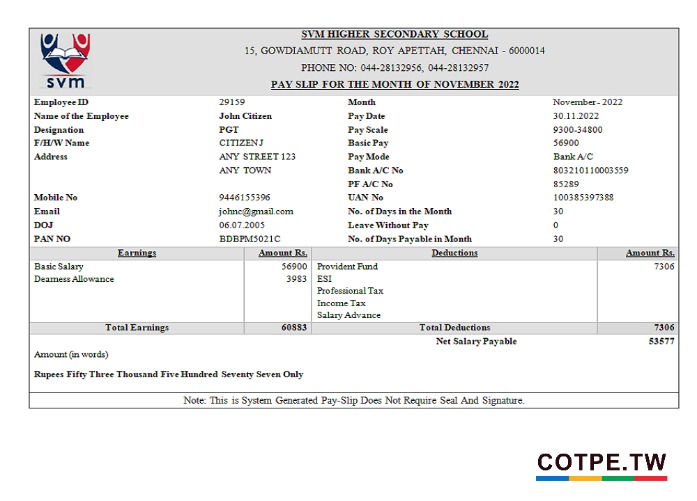 svm
SVM HIGHER SECONDARY SCHOOL
15, GOWDIAMUTT ROAD, ROY APETTAH, CHENNAI - 6000014
PHONE NO: 044-28132956, 044-28132957
PAY SLIP FOR THE MONTH OF NOVEMBER 2022
Employee ID 29159 Month November- 2022
Name of the Employee John Citizen Pay Date 30.11.2022
Designation PGT Pay Scale 9300-34800
F/H/W Name CITIZENJ Basic Pay 56900
Address ANY STREET 123 Pay Mode Bank A/C
ANY TOWN Bank A/C No 803210110003559
PF A/C No 85289
Mobile No 9446155396 UAN No 100385397388
Email johnc@gmail.com No. of Days in the Month 30
DOJ 06.07.2005 Leave Without Pay 0
PAN NO BDBPM5021C No. of Days Payable in Month 30
Earnings Amount Rs. Deductions Amount Rs.
Basic Salary 56900 Provident Fund 7306
Dearness Allowance 3983 ESI
Professional Tax
Income Tax
Salary Advance
Total Earnings 60883 Total Deductions 7306
Net Salary Payable 53577
Amount (in words)
Rupees Fifty Three Thousand Five Hundred Seventy Seven Only
Note: This is System Generated Pay-Slip Does Not Require Seal And Signature.
COTPE.TW